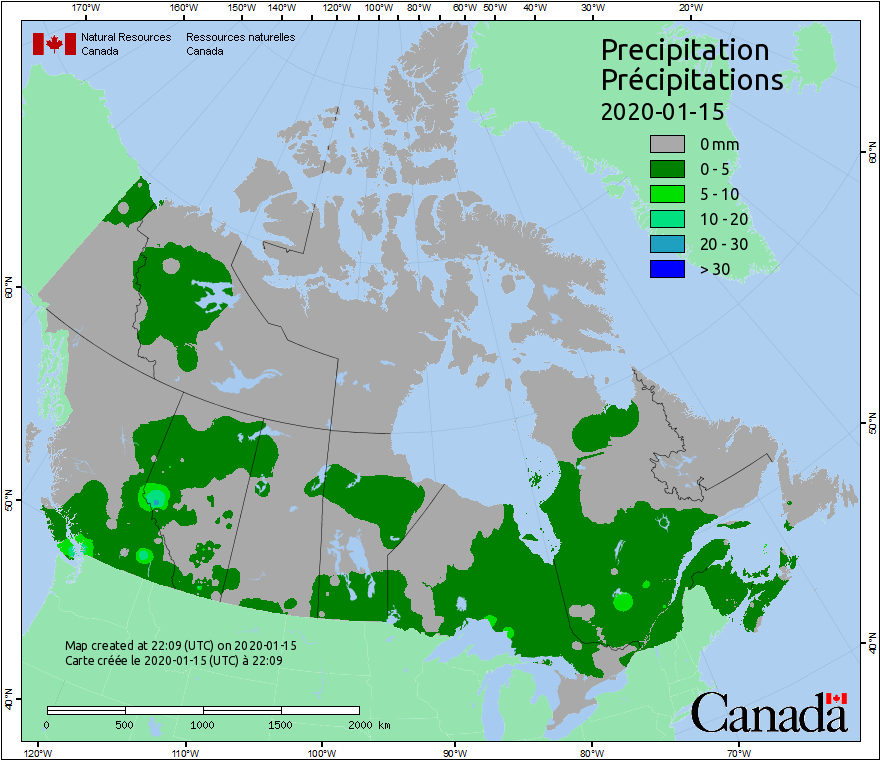 170°W 160°W 150°W 140°W 120°W 100°W 80°W 60°W 50°W 40°W 30°W 20°W
Natural Resources Ressources naturelles
Canada Canada
Precipitation
Précipitations
2020-01-15
0 mm
0 - 5
5 - 10
10 - 20
20 - 30
> 30
60°N
60°N
50°N
50°N
40°N
40°N
Map created at 22:09 (UTC) on 2020-01-15
Carte créée le 2020-01-15 (UTC) à 22:09
0 500 1000 1500 2000 km
Canada
120°W 110°W 100°W 90°W 80°W 70°W